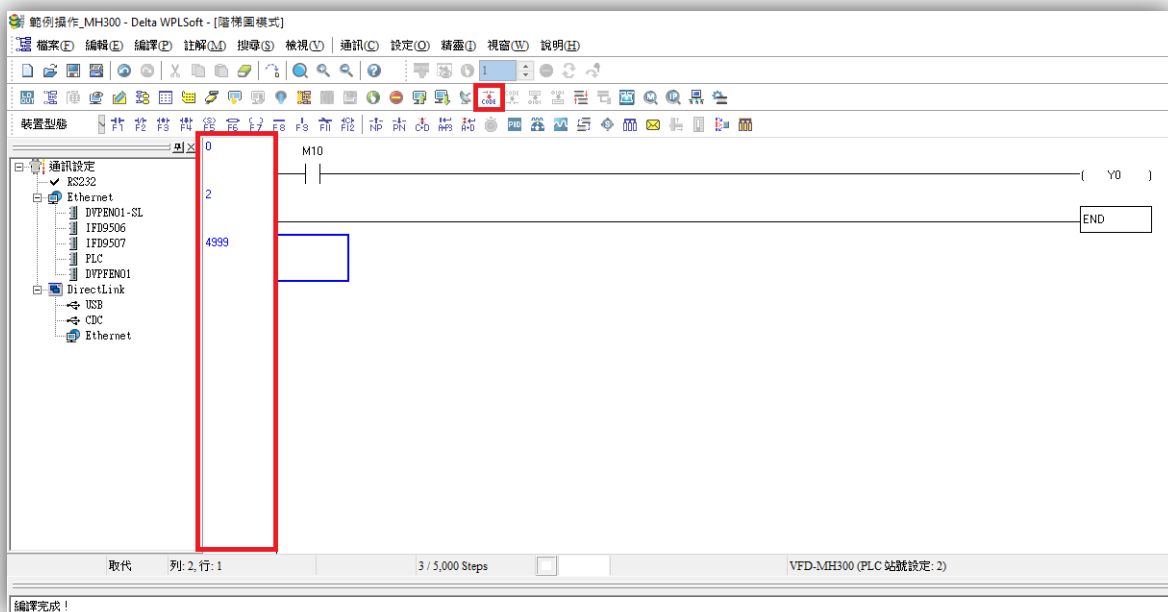 範例操作_MH300 - Delta WPLSoft - [階梯圖模式]
檔案(F) 編輯(E) 編譯(P) 註解(M) 搜尋(S) 檢視(V) 通訊(C) 設定(O) 精靈(I) 視窗(W) 說明(H)
1
CODE CODE
裝置型態 F1 F2 F3 F4 F5 F6 F7 F8 F9 F11 F12 NP PN PID
通訊設定
RS232
Ethernet
DVPEN01-SL
IFD9506
IFD9507
PLC
DVPFEN01
DirectLink
USB
CDC
Ethernet
0
M10
Y0
2
END
4999
取代 列: 2, 行: 1 3 / 5,000 Steps VFD-MH300 (PLC 站號設定: 2)
編譯完成！